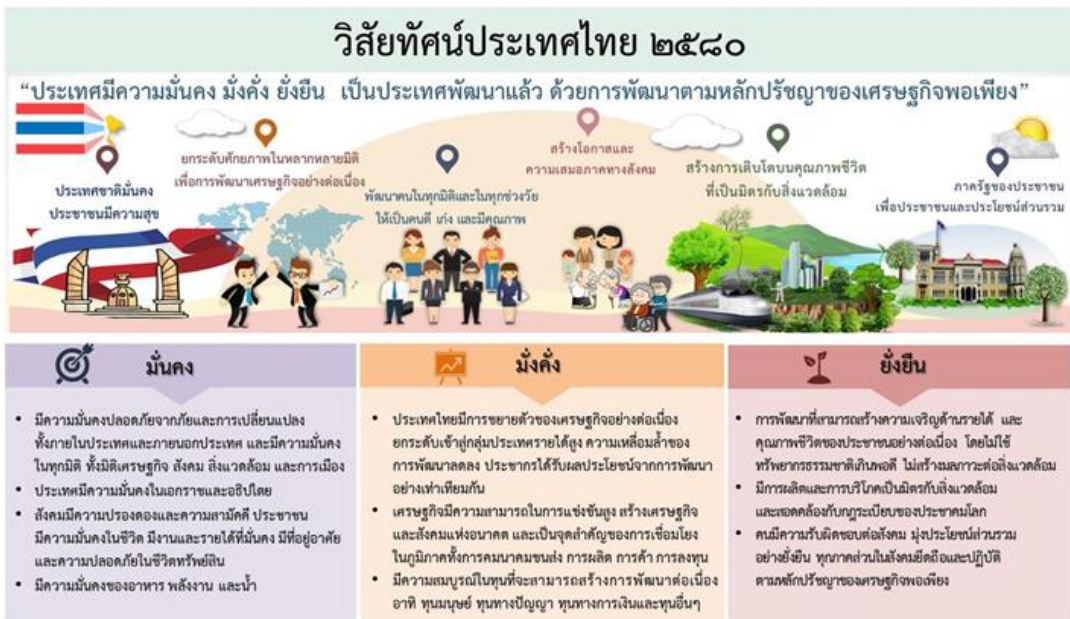 วิสัยทัศน์ประเทศไทย ๒๕๘๐
“ประเทศมีความมั่นคง มั่งคั่ง ยั่งยืน เป็นประเทศพัฒนาแล้ว ด้วยการพัฒนาตามหลักปรัชญาของเศรษฐกิจพอเพียง”
ประเทศชาติมั่นคง
ประชาชนมีความสุข
ยกระดับศักยภาพในหลากหลายมิติ
เพื่อการพัฒนาเศรษฐกิจอย่างต่อเนื่อง
พัฒนาคนในทุกมิติและในทุกช่วงวัย
ให้เป็นคนดี เก่ง และมีคุณภาพ
สร้างโอกาสและ
ความเสมอภาคทางสังคม
สร้างการเติบโตบนคุณภาพชีวิต
ที่เป็นมิตรกับสิ่งแวดล้อม
ภาครัฐของประชาชน
เพื่อประชาชนและประโยชน์ส่วนรวม
มั่นคง
• มีความมั่นคงปลอดภัยจากภัยและการเปลี่ยนแปลง
ทั้งภายในประเทศและภายนอกประเทศ และมีความมั่นคง
ในทุกมิติ ทั้งมิติเศรษฐกิจ สังคม สิ่งแวดล้อม และการเมือง
• ประเทศมีความมั่นคงในเอกราชและอธิปไตย
• สังคมมีความปรองดองและความสามัคคี ประชาชน
มีความมั่นคงในชีวิต มีงานและรายได้ที่มั่นคง มีที่อยู่อาศัย
และความปลอดภัยในชีวิตทรัพย์สิน
• มีความมั่นคงของอาหาร พลังงาน และน้ำ
มั่งคั่ง
• ประเทศไทยมีการขยายตัวของเศรษฐกิจอย่างต่อเนื่อง
ยกระดับเข้าสู่กลุ่มประเทศรายได้สูง ความเหลื่อมล้ำของ
การพัฒนาลดลง ประชากรได้รับผลประโยชน์จากการพัฒนา
อย่างเท่าเทียมกัน
• เศรษฐกิจมีความสามารถในการแข่งขันสูง สร้างเศรษฐกิจ
และสังคมแห่งอนาคต และเป็นจุดสำคัญของการเชื่อมโยง
ในภูมิภาคทั้งการคมนาคมขนส่ง การผลิต การค้า การลงทุน
• มีความสมบูรณ์ในทุนที่จะสามารถสร้างการพัฒนาต่อเนื่อง
อาทิ ทุนมนุษย์ ทุนทางปัญญา ทุนทางการเงินและทุนอื่นๆ
ยั่งยืน
• การพัฒนาที่สามารถสร้างความเจริญด้านรายได้ และ
คุณภาพชีวิตของประชาชนอย่างต่อเนื่อง โดยไม่ใช้
ทรัพยากรธรรมชาติเกินพอดี ไม่สร้างมลภาวะต่อสิ่งแวดล้อม
• มีการผลิตและการบริโภคเป็นมิตรกับสิ่งแวดล้อม
และสอดคล้องกับกฎระเบียบของประชาคมโลก
• คนมีความรับผิดชอบต่อสังคม มุ่งประโยชน์ส่วนรวม
อย่างยั่งยืน ทุกภาคส่วนในสังคมยึดถือและปฏิบัติ
ตามหลักปรัชญาของเศรษฐกิจพอเพียง